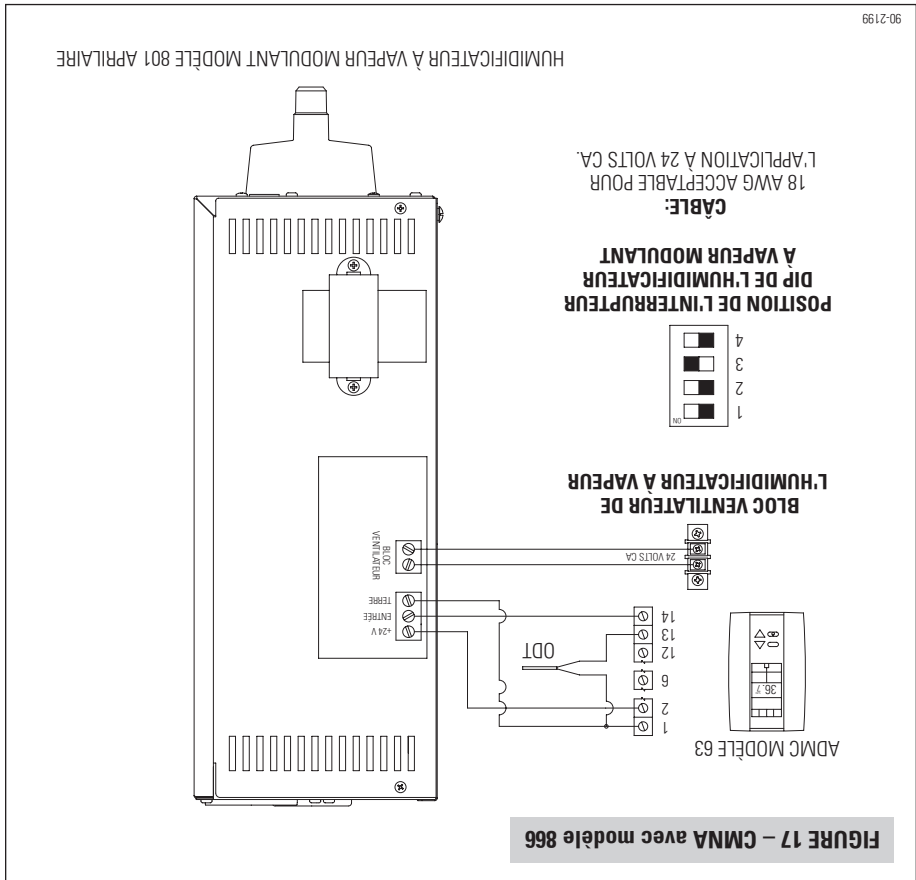 FIGURE 17 – CMNA avec modèle 866
ADMC MODÈLE 63
36.7
1
2
6
12
13
14
ODT
+24 V
ENTRÉE
TERRE
BLOC
VENTILATEUR
24 VOLTS CA
BLOC VENTILATEUR DE
L'HUMIDIFICATEUR À VAPEUR
ON
1
2
3
4
POSITION DE L'INTERRUPTEUR
DIP DE L'HUMIDIFICATEUR
À VAPEUR MODULANT
CÂBLE:
18 AWG ACCEPTABLE POUR
L'APPLICATION À 24 VOLTS CA.
HUMIDIFICATEUR À VAPEUR MODULANT MODÈLE 801 APRILAIRE
90-2199